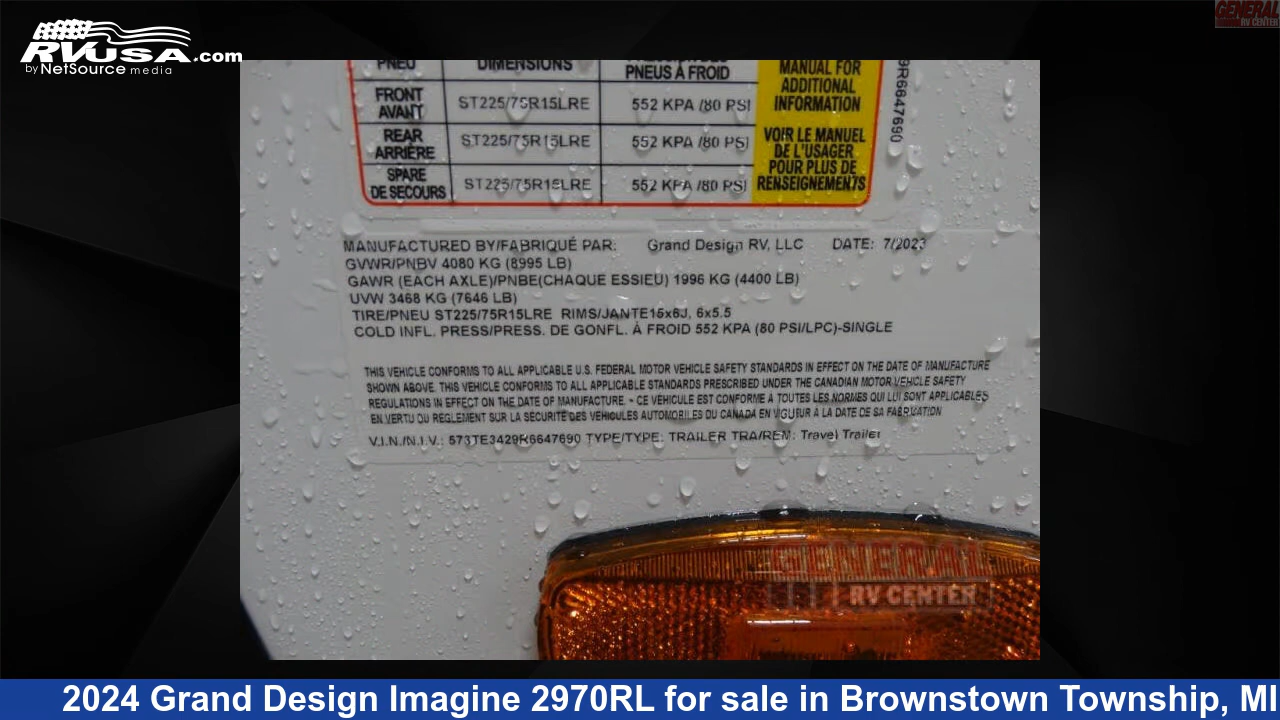 RVUSA.com
by NetSource media
GENERAL
RV CENTER
PNEU DIMENSIONS PNEUS À FROID
MANUAL FOR
ADDITIONAL
INFORMATION
VOIR LE MANUEL
DE L'USAGER
POUR PLUS DE
RENSEIGNEMENTS
FRONT
AVANT ST225/75R15LRE 552 KPA /80 PSI
REAR
ARRIÈRE ST225/75R15LRE 552 KPA /80 PSI
SPARE
DE SECOURS ST225/75R15LRE 552 KPA /80 PSI
9R6647690
MANUFACTURED BY/FABRIQUÉ PAR: Grand Design RV, LLC DATE: 7/2023
GVWR/PNBV 4080 KG (8995 LB)
GAWR (EACH AXLE)/PNBE(CHAQUE ESSIEU) 1996 KG (4400 LB)
UVW 3468 KG (7646 LB)
TIRE/PNEU ST225/75R15LRE RIMS/JANTE15x6J, 6x5.5
COLD INFL. PRESS/PRESS. DE GONFL. À FROID 552 KPA (80 PSI/LPC)-SINGLE
THIS VEHICLE CONFORMS TO ALL APPLICABLE U.S. FEDERAL MOTOR VEHICLE SAFETY STANDARDS IN EFFECT ON THE DATE OF MANUFACTURE
SHOWN ABOVE. THIS VEHICLE CONFORMS TO ALL APPLICABLE STANDARDS PRESCRIBED UNDER THE CANADIAN MOTOR VEHICLE SAFETY
REGULATIONS IN EFFECT ON THE DATE OF MANUFACTURE. - CE VÉHICULE EST CONFORME À TOUTES LES NORMES QUI LUI SONT APPLICABLES
EN VERTU DU RÈGLEMENT SUR LA SÉCURITÉ DES VÉHICULES AUTOMOBILES DU CANADA EN VIGUEUR À LA DATE DE SA FABRICATION
V.I.N./N.I.V.: 573TE3429R6647690 TYPE/TYPE: TRAILER TRA/REM: Travel Trailer
GENERAL
RV CENTER
2024 Grand Design Imagine 2970RL for sale in Brownstown Township, MI